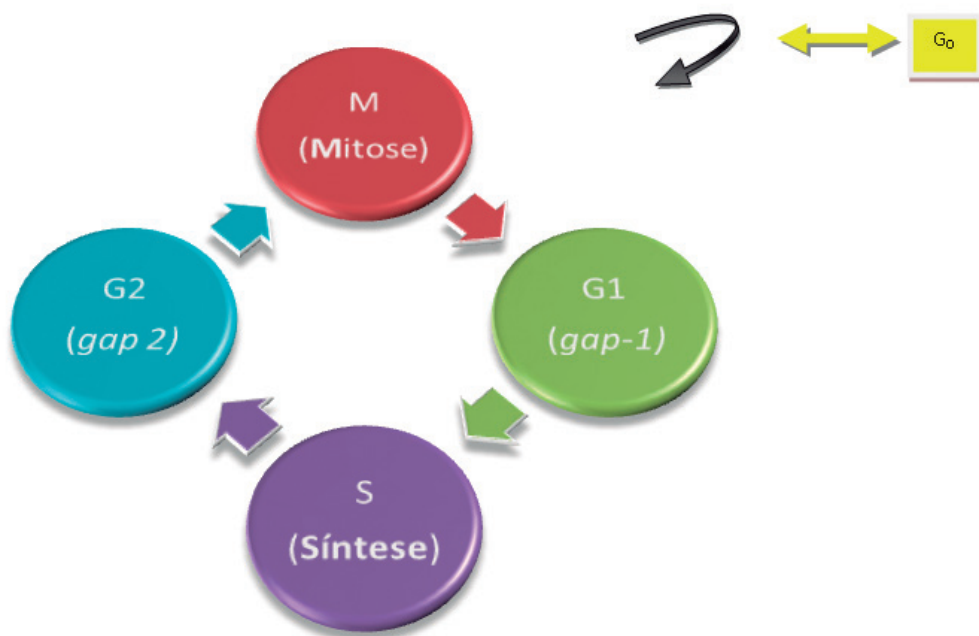 G₀
M
(Mitose)
G2
(gap 2)
G1
(gap-1)
S
(Síntese)